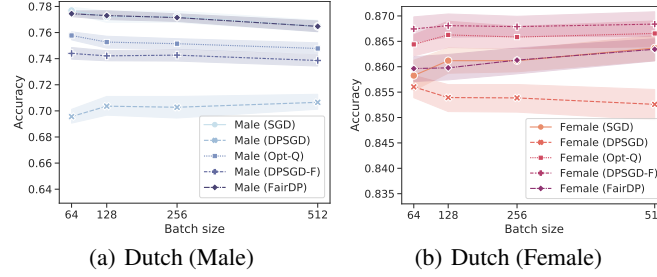 0.78
0.76
0.74
0.72
0.70
0.68
0.66
0.64
Accuracy
Male (SGD)
Male (DPSGD)
Male (Opt-Q)
Male (DPSGD-F)
Male (FairDP)
64 128 256 512
Batch size
(a) Dutch (Male)
0.870
0.865
0.860
0.855
0.850
0.845
0.840
0.835
Accuracy
Female (SGD)
Female (DPSGD)
Female (Opt-Q)
Female (DPSGD-F)
Female (FairDP)
64 128 256 51
Batch size
(b) Dutch (Female)